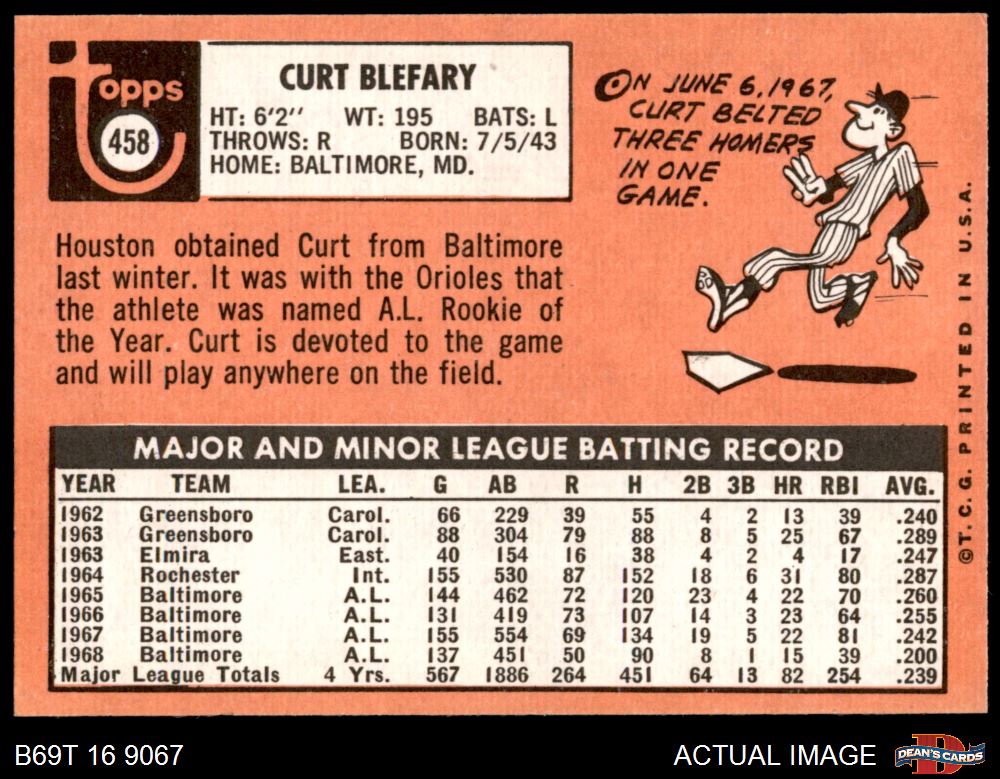 Topps
458
CURT BLEFARY
HT: 6'2" WT: 195 BATS: L
THROWS: R BORN: 7/5/43
HOME: BALTIMORE, MD.
ON JUNE 6, 1967,
CURT BELTED
THREE HOMERS
IN ONE
GAME.
Houston obtained Curt from Baltimore
last winter. It was with the Orioles that
the athlete was named A.L. Rookie of
the Year. Curt is devoted to the game
and will play anywhere on the field.
MAJOR AND MINOR LEAGUE BATTING RECORD
YEAR TEAM LEA. G AB R H 2B 3B HR RBI AVG.
1962 Greensboro Carol. 66 229 39 55 4 2 13 39 .240
1963 Greensboro Carol. 88 304 79 88 8 5 25 67 .289
1963 Elmira East. 40 154 16 38 4 2 4 17 .247
1964 Rochester Int. 155 530 87 152 18 6 31 80 .287
1965 Baltimore A.L. 144 462 72 120 23 4 22 70 .260
1966 Baltimore A.L. 131 419 73 107 14 3 23 64 .255
1967 Baltimore A.L. 155 554 69 134 19 5 22 81 .242
1968 Baltimore A.L. 137 451 50 90 8 1 15 39 .200
Major League Totals 4 Yrs. 567 1886 264 451 64 13 82 254 .239
©T.C.G. PRINTED IN U.S.A.
B69T 16 9067
ACTUAL IMAGE
DEAN'S CARDS